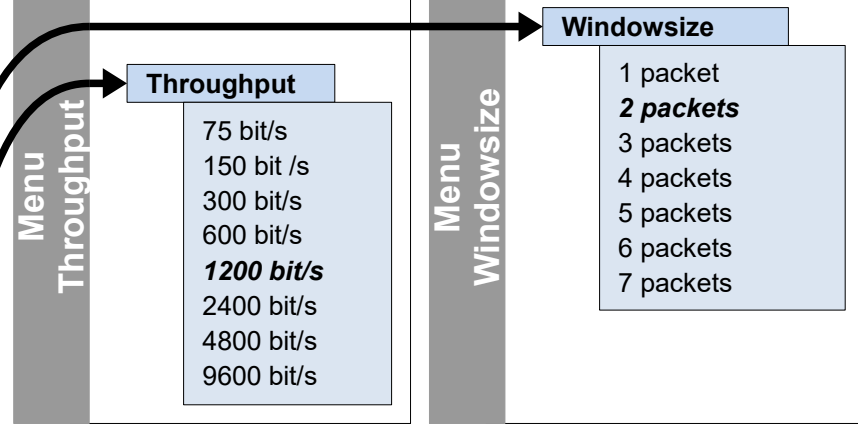 Menu
Throughput
Throughput
75 bit/s
150 bit /s
300 bit/s
600 bit/s
1200 bit/s
2400 bit/s
4800 bit/s
9600 bit/s
Menu
Windowsize
Windowsize
1 packet
2 packets
3 packets
4 packets
5 packets
6 packets
7 packets